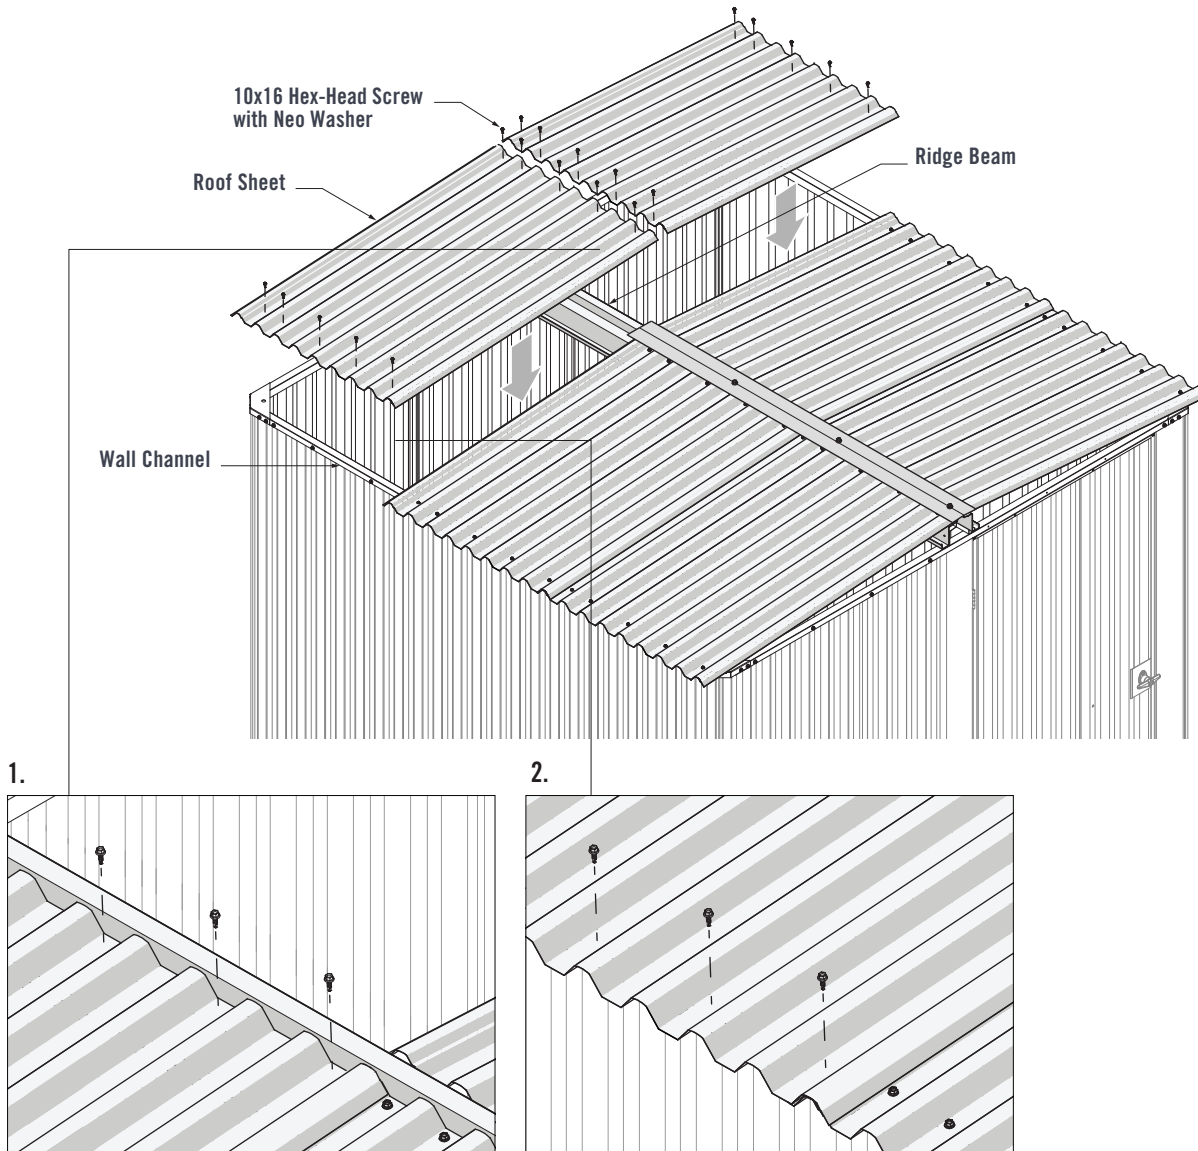 10x16 Hex-Head Screw
with Neo Washer
Ridge Beam
Roof Sheet
Wall Channel
1.
2.